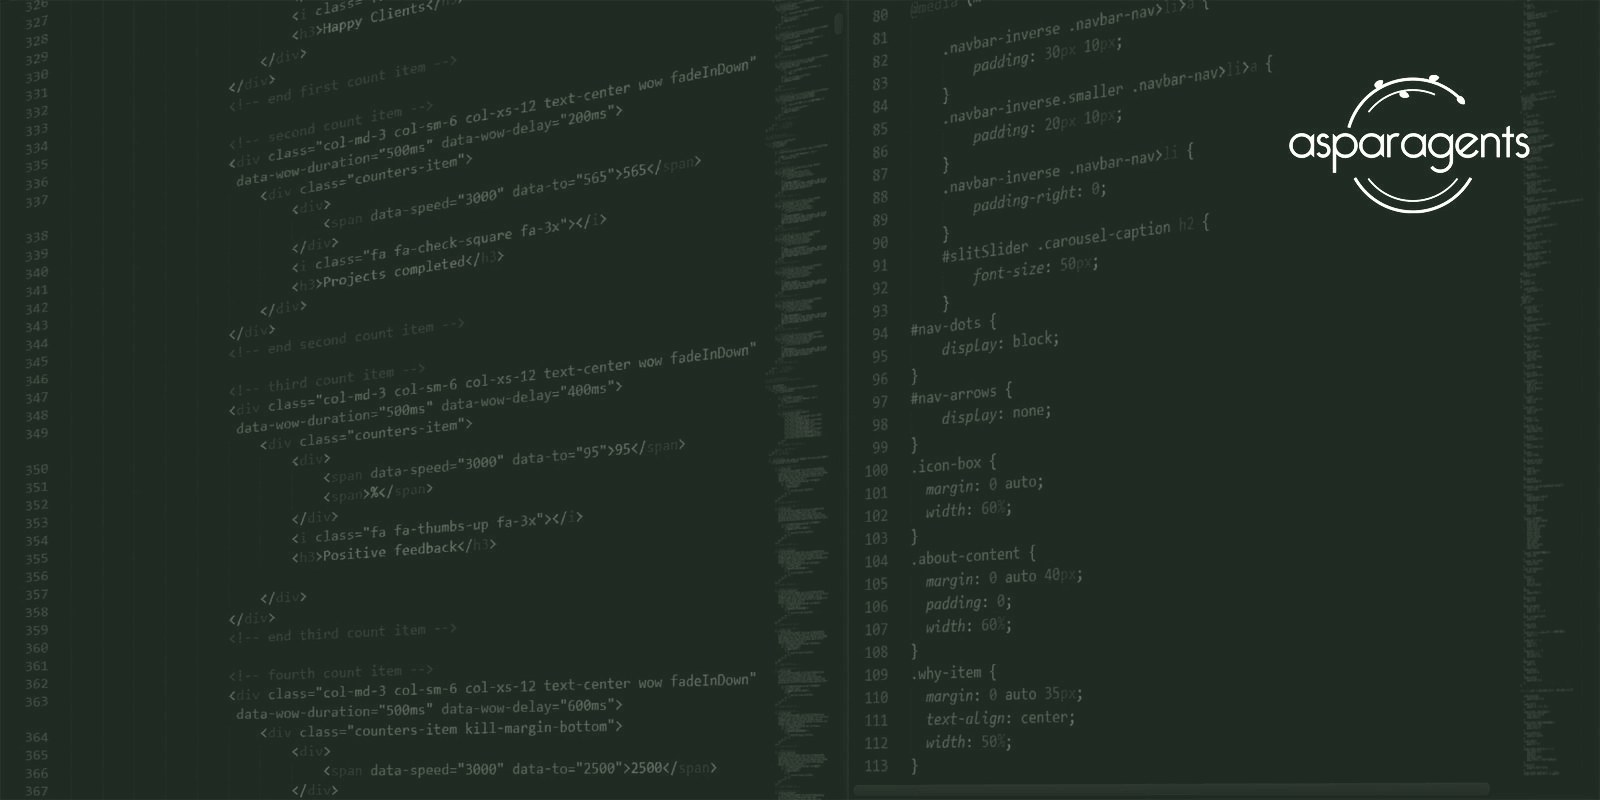 326
327
328
329
330
331
332
333
334
335
336
337
338
339
340
341
342
343
344
345
346
347
348
349
350
351
352
353
354
355
356
357
358
359
360
361
362
363
364
365
366
367
<i class=
<h3>Happy Clients</h3>
</div>
</div>
<!-- end first count item -->
<!-- second count item -->
<div class="col-md-3 col-sm-6 col-xs-12 text-center wow fadeInDown"
data-wow-duration="500ms" data-wow-delay="200ms">
<div class="counters-item">
<div>
<span data-speed="3000" data-to="565">565</span>
</div>
<i class="fa fa-check-square fa-3x"></i>
<h3>Projects completed</h3>
</div>
</div>
<!-- end second count item -->
<!-- third count item -->
<div class="col-md-3 col-sm-6 col-xs-12 text-center wow fadeInDown"
data-wow-duration="500ms" data-wow-delay="400ms">
<div class="counters-item">
<div>
<span data-speed="3000" data-to="95">95</span>
<span>%</span>
</div>
<i class="fa fa-thumbs-up fa-3x"></i>
<h3>Positive feedback</h3>
</div>
</div>
<!-- end third count item -->
<!-- fourth count item -->
<div class="col-md-3 col-sm-6 col-xs-12 text-center wow fadeInDown"
data-wow-duration="500ms" data-wow-delay="600ms">
<div class="counters-item kill-margin-bottom">
<div>
<span data-speed="3000" data-to="2500">2500</span>
</div>
80 @media
81 .navbar-inverse .navbar-nav>li>a {
82 padding: 30px 10px;
83 }
84 .navbar-inverse.smaller .navbar-nav>li>a {
85 padding: 20px 10px;
86 }
87 .navbar-inverse .navbar-nav>li {
88 padding-right: 0;
89 }
90 #slitSlider .carousel-caption h2 {
91 font-size: 50px;
92 }
93 #nav-dots {
94 display: block;
95 }
96 #nav-arrows {
97 display: none;
98 }
99 .icon-box {
100 margin: 0 auto;
101 width: 60%;
102 }
103 .about-content {
104 margin: 0 auto 40px;
105 padding: 0;
106 width: 60%;
107 }
108 .why-item {
109 margin: 0 auto 35px;
110 text-align: center;
111 width: 50%;
112 }
113
asparagents